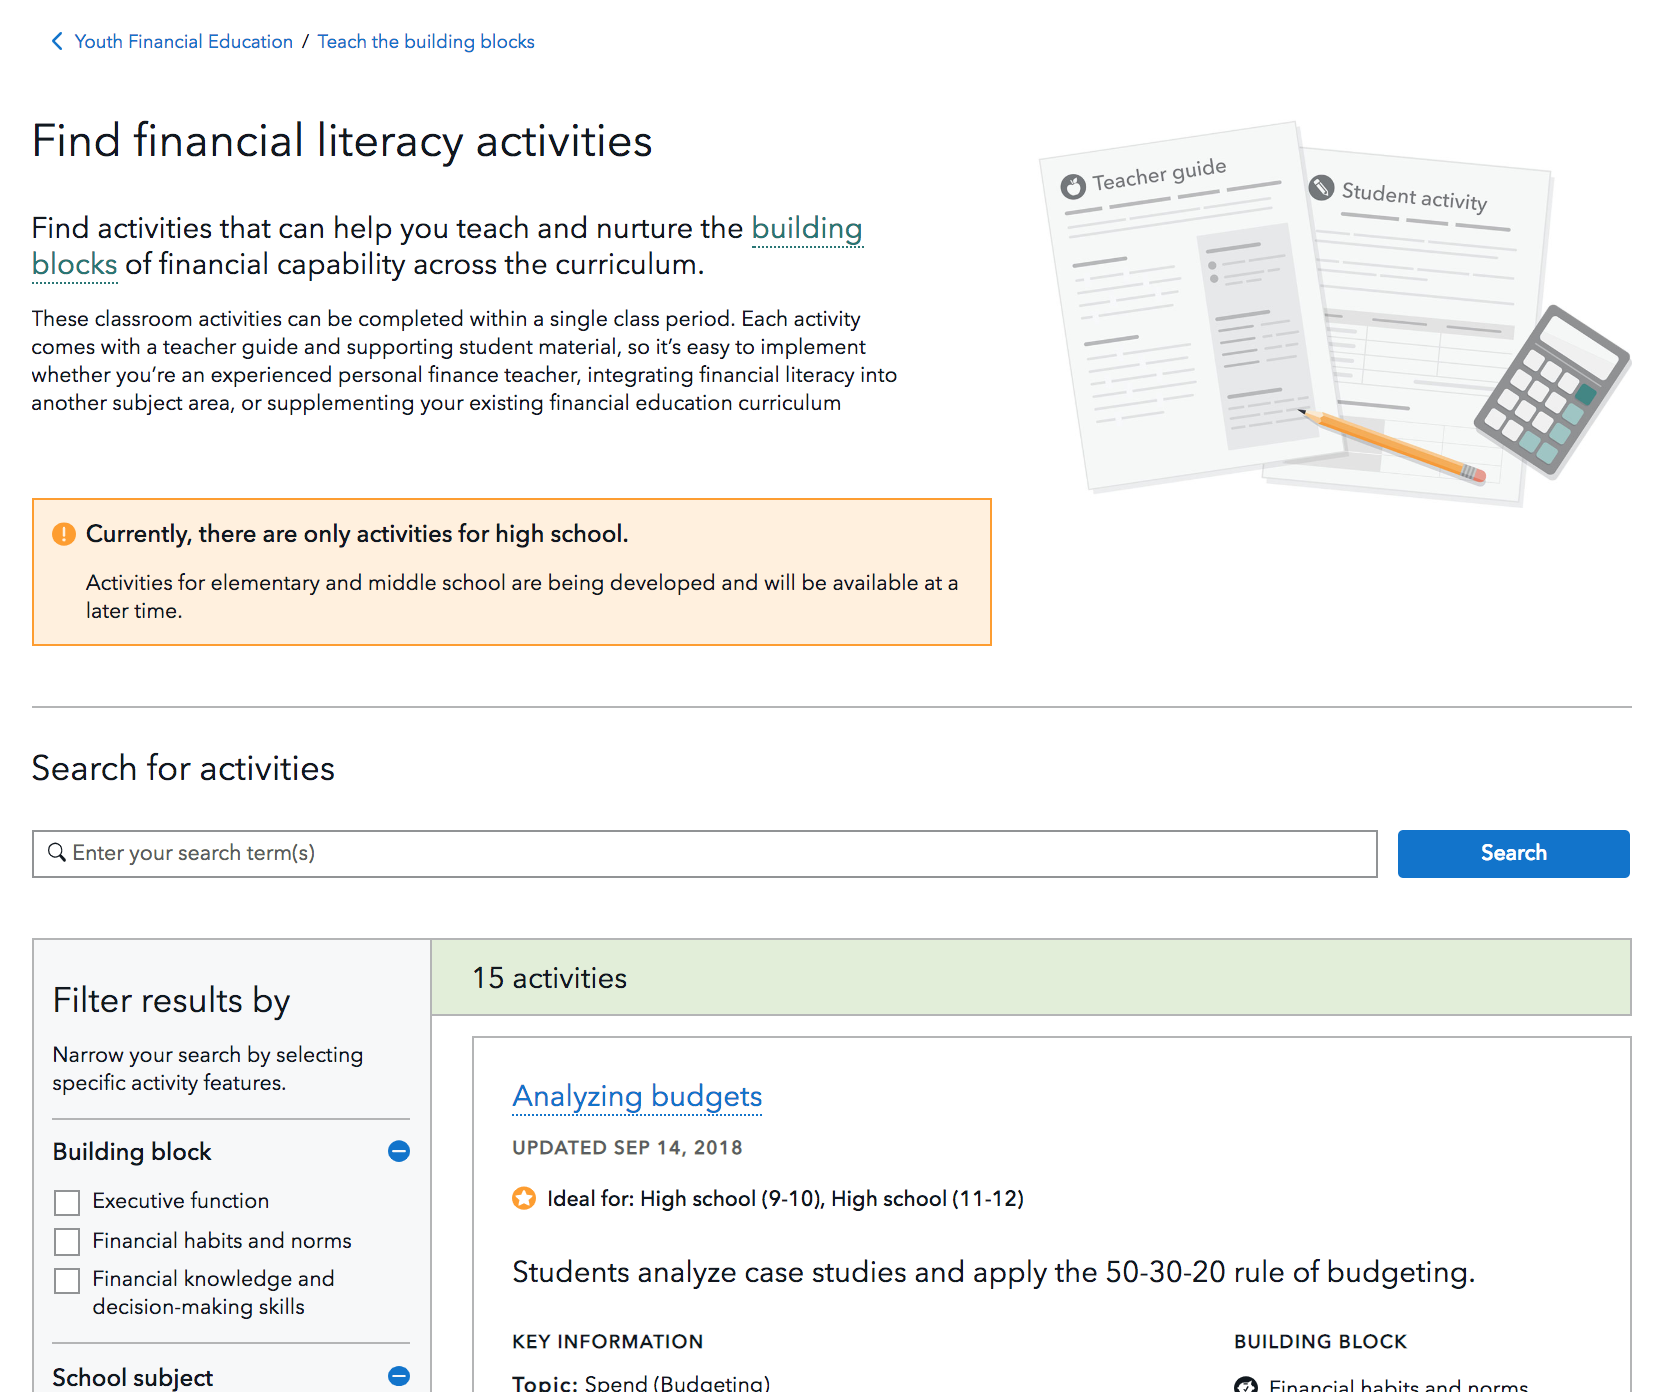 Youth Financial Education / Teach the building blocks
Find financial literacy activities
Find activities that can help you teach and nurture the building
blocks of financial capability across the curriculum.
These classroom activities can be completed within a single class period. Each activity
comes with a teacher guide and supporting student material, so it’s easy to implement
whether you’re an experienced personal finance teacher, integrating financial literacy into
another subject area, or supplementing your existing financial education curriculum
Teacher guide
Student activity
Currently, there are only activities for high school.
Activities for elementary and middle school are being developed and will be available at a
later time.
Search for activities
Enter your search term(s)
Search
Filter results by
Narrow your search by selecting
specific activity features.
Building block
Executive function
Financial habits and norms
Financial knowledge and
decision-making skills
School subject
15 activities
Analyzing budgets
UPDATED SEP 14, 2018
Ideal for: High school (9-10), High school (11-12)
Students analyze case studies and apply the 50-30-20 rule of budgeting.
KEY INFORMATION
Topic: Spend (Budgeting)
BUILDING BLOCK
Financial habits and norms